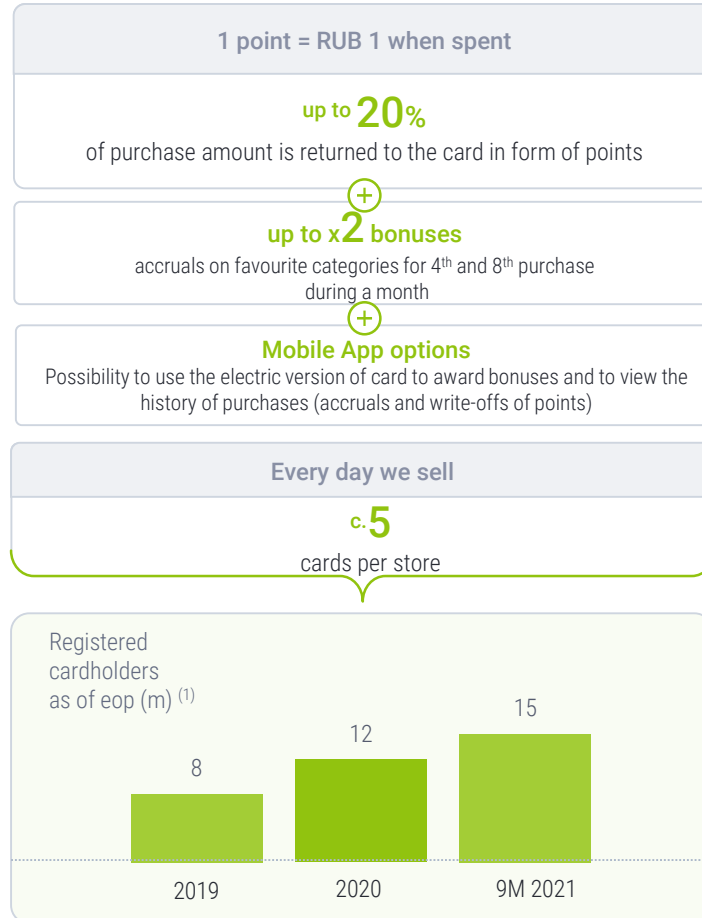 1 point = RUB 1 when spent
up to 20%
of purchase amount is returned to the card in form of points
+
up to x2 bonuses
accruals on favourite categories for 4th and 8th purchase
during a month
+
Mobile App options
Possibility to use the electric version of card to award bonuses and to view the
history of purchases (accruals and write-offs of points)
Every day we sell
c.5
cards per store
Registered
cardholders
as of eop (m) (1)
8
12
15
2019
2020
9M 2021